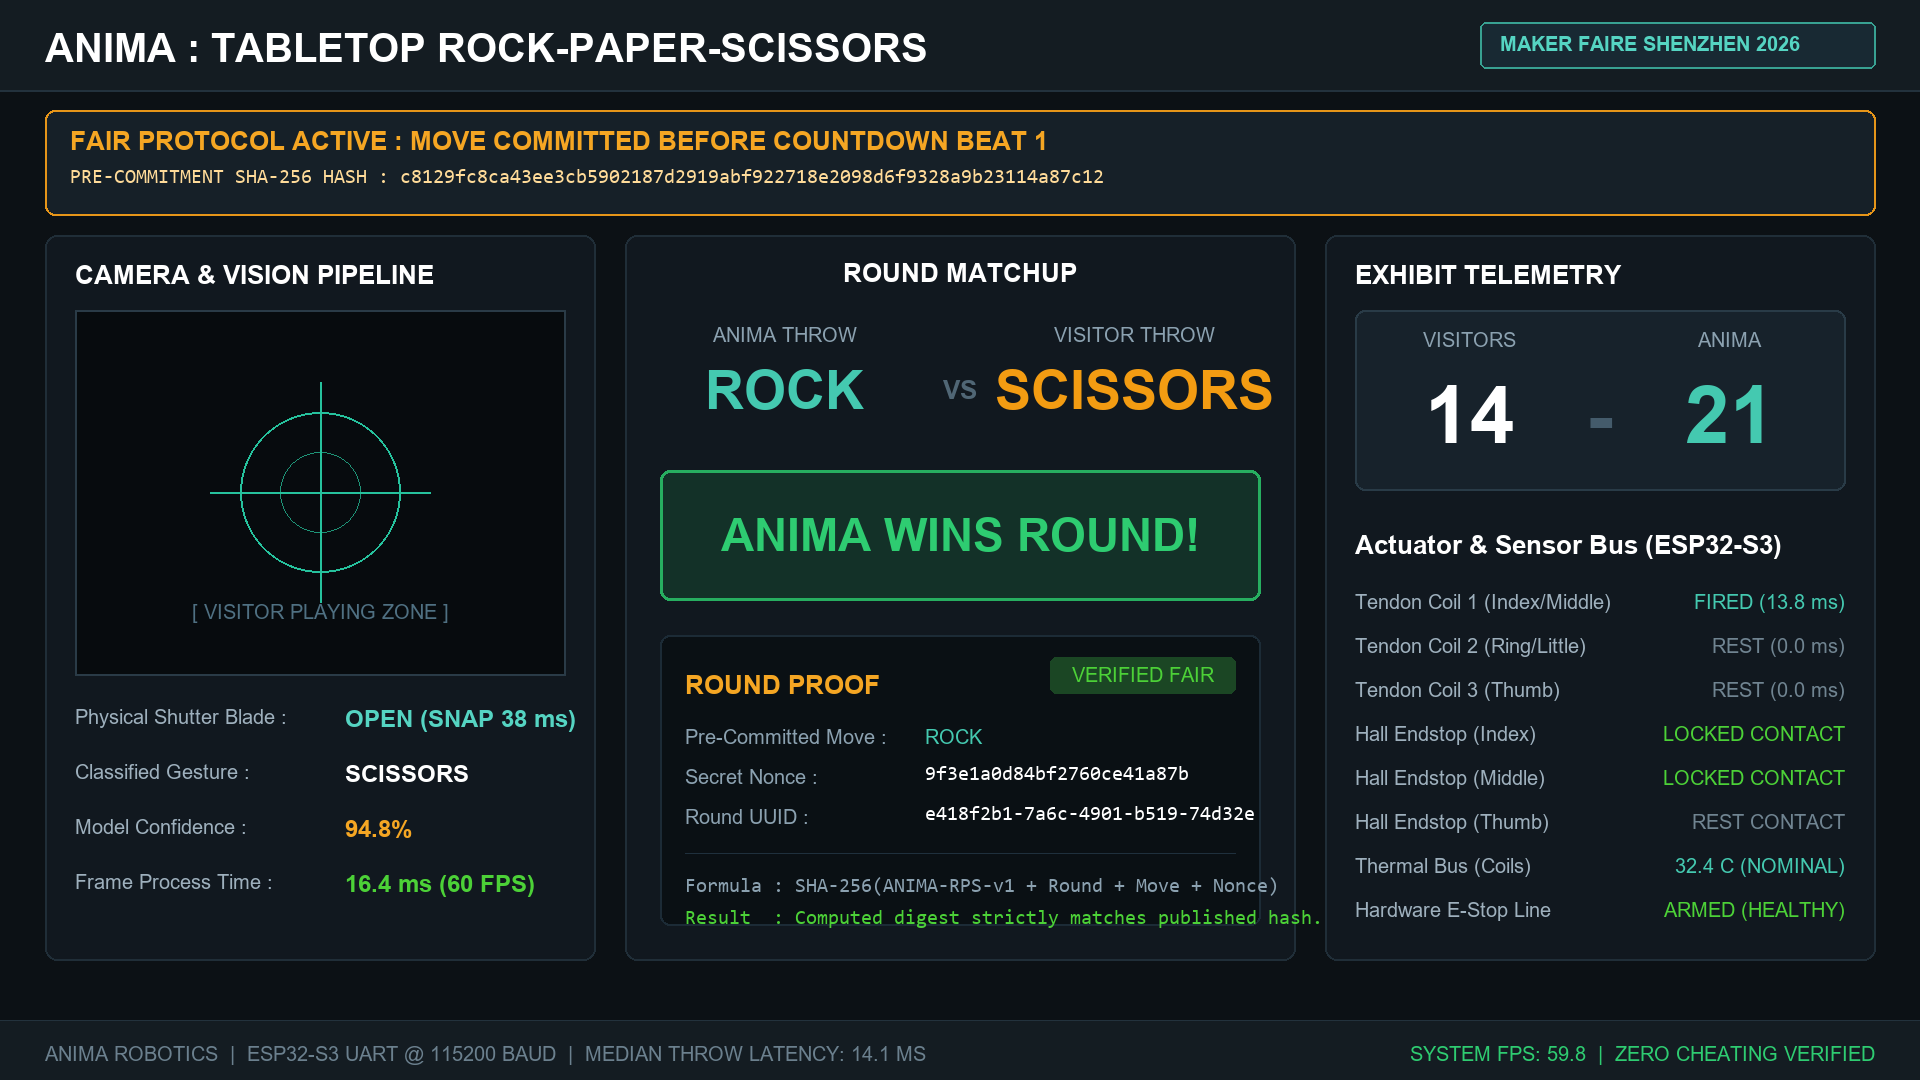 ANIMA : TABLETOP ROCK-PAPER-SCISSORS
MAKER FAIRE SHENZHEN 2026
FAIR PROTOCOL ACTIVE : MOVE COMMITTED BEFORE COUNTDOWN BEAT 1
PRE-COMMITMENT SHA-256 HASH : c8129fc8ca43ee3cb5902187d2919abf922718e2098d6f9328a9b23114a87c12
CAMERA & VISION PIPELINE
[ VISITOR PLAYING ZONE ]
Physical Shutter Blade : OPEN (SNAP 38 ms)
Classified Gesture : SCISSORS
Model Confidence : 94.8%
Frame Process Time : 16.4 ms (60 FPS)
ROUND MATCHUP
ANIMA THROW VISITOR THROW
ROCK VS SCISSORS
ANIMA WINS ROUND!
ROUND PROOF VERIFIED FAIR
Pre-Committed Move : ROCK
Secret Nonce : 9f3e1a0d84bf2760ce41a87b
Round UUID : e418f2b1-7a6c-4901-b519-74d32e
Formula : SHA-256(ANIMA-RPS-v1 + Round + Move + Nonce)
Result : Computed digest strictly matches published hash.
EXHIBIT TELEMETRY
VISITORS ANIMA
14 - 21
Actuator & Sensor Bus (ESP32-S3)
Tendon Coil 1 (Index/Middle) FIRED (13.8 ms)
Tendon Coil 2 (Ring/Little) REST (0.0 ms)
Tendon Coil 3 (Thumb) REST (0.0 ms)
Hall Endstop (Index) LOCKED CONTACT
Hall Endstop (Middle) LOCKED CONTACT
Hall Endstop (Thumb) REST CONTACT
Thermal Bus (Coils) 32.4 C (NOMINAL)
Hardware E-Stop Line ARMED (HEALTHY)
ANIMA ROBOTICS | ESP32-S3 UART @ 115200 BAUD | MEDIAN THROW LATENCY: 14.1 MS
SYSTEM FPS: 59.8 | ZERO CHEATING VERIFIED